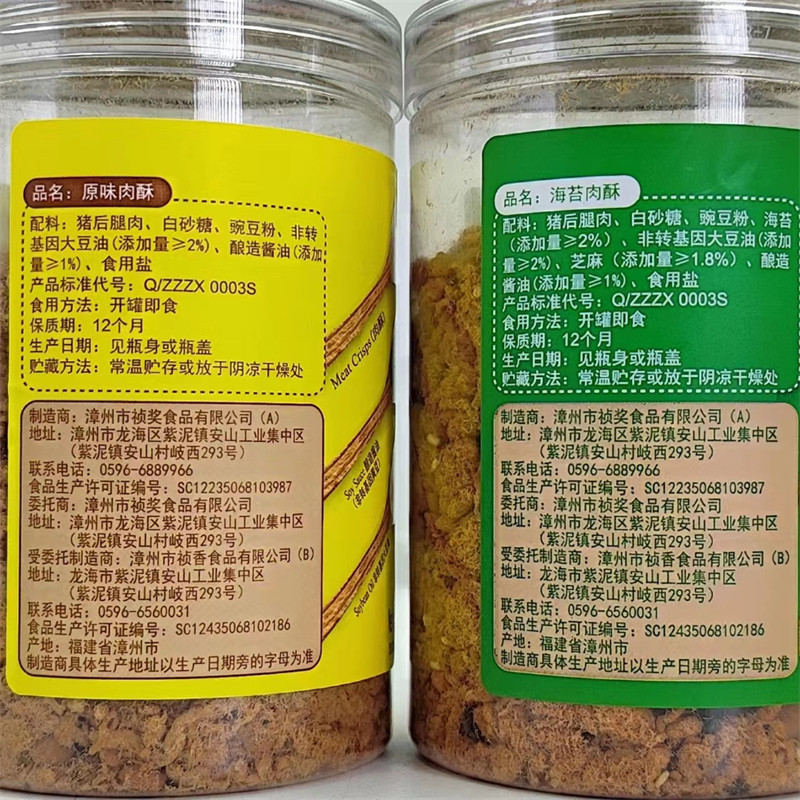 品名：原味肉酥
配料：猪后腿肉、白砂糖、豌豆粉、非转
基因大豆油(添加量≥2%)、酿造酱油(添加
量≥1%)、食用盐
产品标准代号：Q/ZZZX 0003S
食用方法：开罐即食
保质期：12个月
生产日期：见瓶身或瓶盖
贮藏方法：常温贮存或放于阴凉干燥处
制造商：漳州市祯奖食品有限公司（A）
地址：漳州市龙海区紫泥镇安山工业集中区
（紫泥镇安山村岐西293号）
联系电话：0596-6889966
食品生产许可证编号：SC12235068103987
委托商：漳州市祯奖食品有限公司
地址：漳州市龙海区紫泥镇安山工业集中区
（紫泥镇安山村岐西293号）
受委托制造商：漳州市祯香食品有限公司（B）
地址：龙海市紫泥镇安山工业集中区
（紫泥镇安山村岐西293号）
联系电话：0596-6560031
食品生产许可证编号：SC12435068102186
产地：福建省漳州市
制造商具体生产地址以生产日期旁的字母为准
Meat Crisps(肉酥)
Soy Sauce 酿造酱油
(非转基因黄豆)
Soybean Oil 非转基因大豆油
品名：海苔肉酥
配料：猪后腿肉、白砂糖、豌豆粉、海苔
（添加量≥2%）、非转基因大豆油(添加
量≥2%)、芝麻（添加量≥1.8%）、酿造
酱油(添加量≥1%)、食用盐
产品标准代号：Q/ZZZX 0003S
食用方法：开罐即食
保质期：12个月
生产日期：见瓶身或瓶盖
贮藏方法：常温贮存或放于阴凉干燥处
制造商：漳州市祯奖食品有限公司（A）
地址：漳州市龙海区紫泥镇安山工业集中区
（紫泥镇安山村岐西293号）
联系电话：0596-6889966
食品生产许可证编号：SC12235068103987
委托商：漳州市祯奖食品有限公司
地址：漳州市龙海区紫泥镇安山工业集中区
（紫泥镇安山村岐西293号）
受委托制造商：漳州市祯香食品有限公司（B）
地址：龙海市紫泥镇安山工业集中区
（紫泥镇安山村岐西293号）
联系电话：0596-6560031
食品生产许可证编号：SC12435068102186
产地：福建省漳州市
制造商具体生产地址以生产日期旁的字母为准